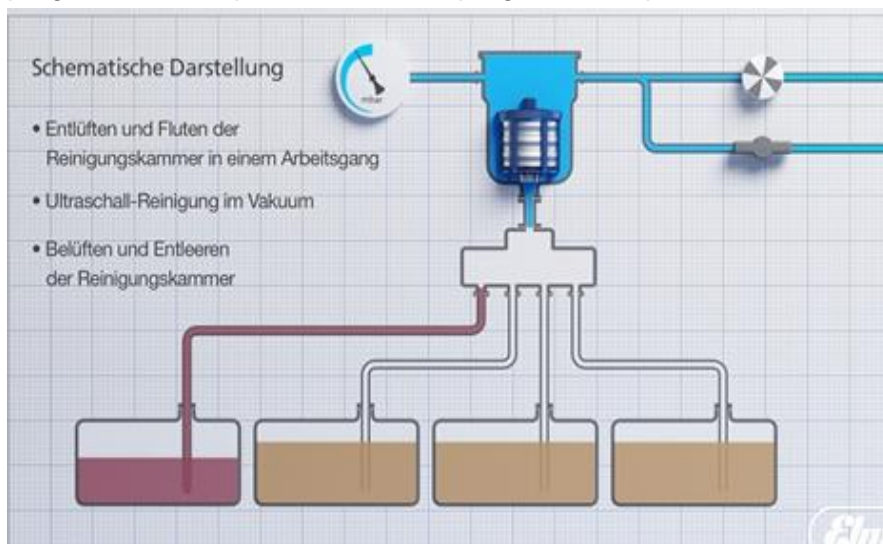 Schematische Darstellung
mbar
• Entlüften und Fluten der
Reinigungskammer in einem Arbeitsgang
• Ultraschall-Reinigung im Vakuum
• Belüften und Entleeren
der Reinigungskammer